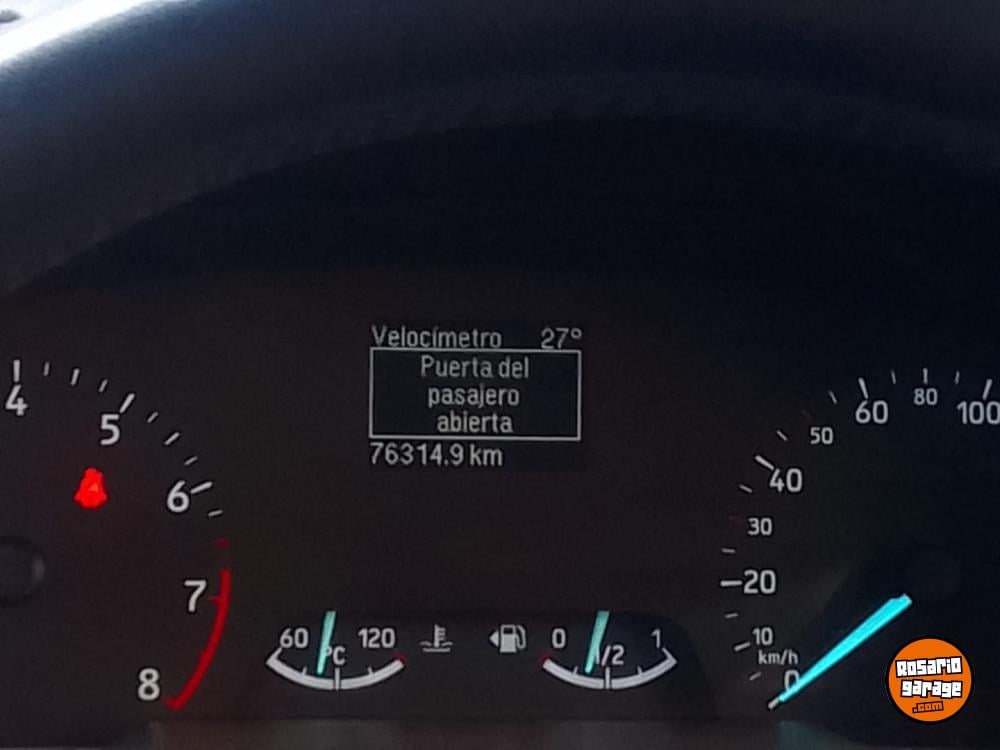 Velocímetro 27°
Puerta del
pasajero
abierta
76314.9 km
4
5
6
7
8
60 °C 120
0 1/2 1
0
10
20
30
40
50
60
80
100
km/h
Rosario
garage
.com